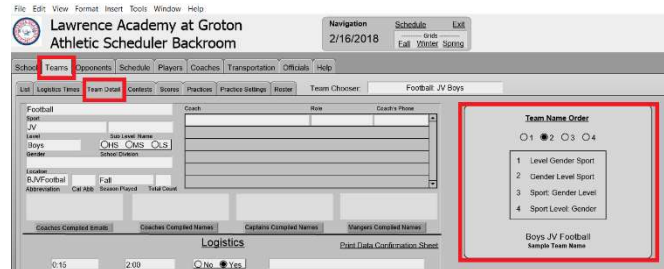 File Edit View Format Insert Tools Window Help
Lawrence Academy at Groton
Athletic Scheduler Backroom
Navigation Schedule Exit
2/16/2018
Grids
Fall Winter Spring
School Teams Opponents Schedule Players Coaches Transportation Officials Help
List Logistics Times Team Detail Contests Scores Practices Practice Settings Roster Team Chooser: Football: JV Boys
Football
Sport
JV
Level Sub Level Name
Boys HS MS LS
Gender School Division
Location
BJVFootbal Fall
Abbreviation Cal Abb Season Played Total Count
Coach Role Coach's Phone
Coaches Compiled Emails Coaches Compiled Names Captains Compiled Names Mangers Compiled Names
Logistics Print Data Confirmation Sheet
0:15 2:00 No Yes
Team Name Order
1 2 3 4
1 Level Gender Sport
2 Gender Level Sport
3 Sport: Gender Level
4 Sport Level: Gender
Boys JV Football
Sample Team Name